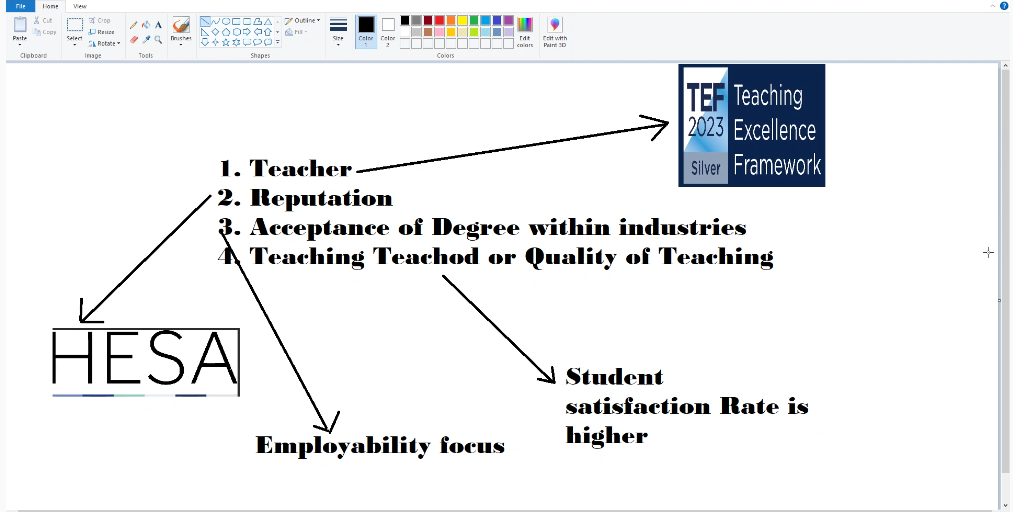 File Home View
Cut
Copy
Paste
Clipboard
Crop
Resize
Rotate
Select
Image
A
Tools
Brushes
Outline
Fill
Shapes
Size
Color 1
Color 2
Edit colors
Colors
Edit with Paint 3D
TEF Teaching
2023 Excellence
Silver Framework
1. Teacher
2. Reputation
3. Acceptance of Degree within industries
4. Teaching Teachod or Quality of Teaching
HESA
Student
satisfaction Rate is
higher
Employability focus